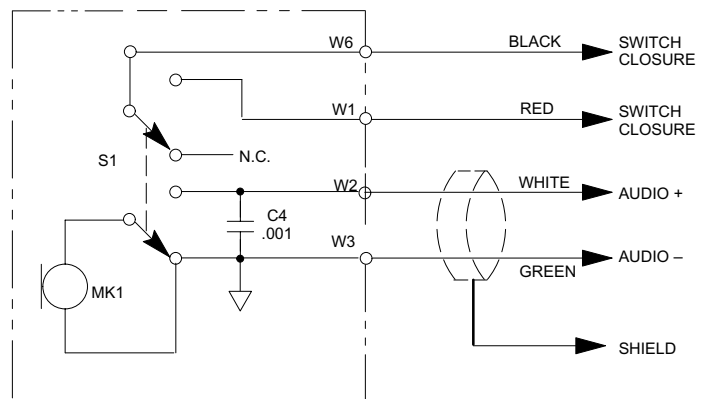 W6
BLACK
SWITCH
CLOSURE
W1
RED
SWITCH
CLOSURE
S1
N.C.
W2
WHITE
AUDIO +
C4
.001
W3
GREEN
AUDIO –
MK1
SHIELD